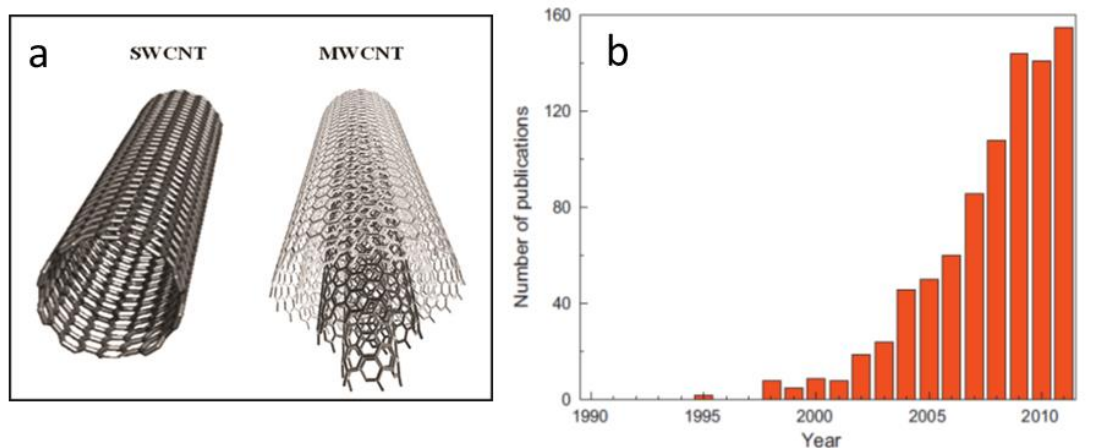 a
SWCNT MWCNT
b
Number of publications
160
120
80
40
0
1990 1995 2000 2005 2010
Year